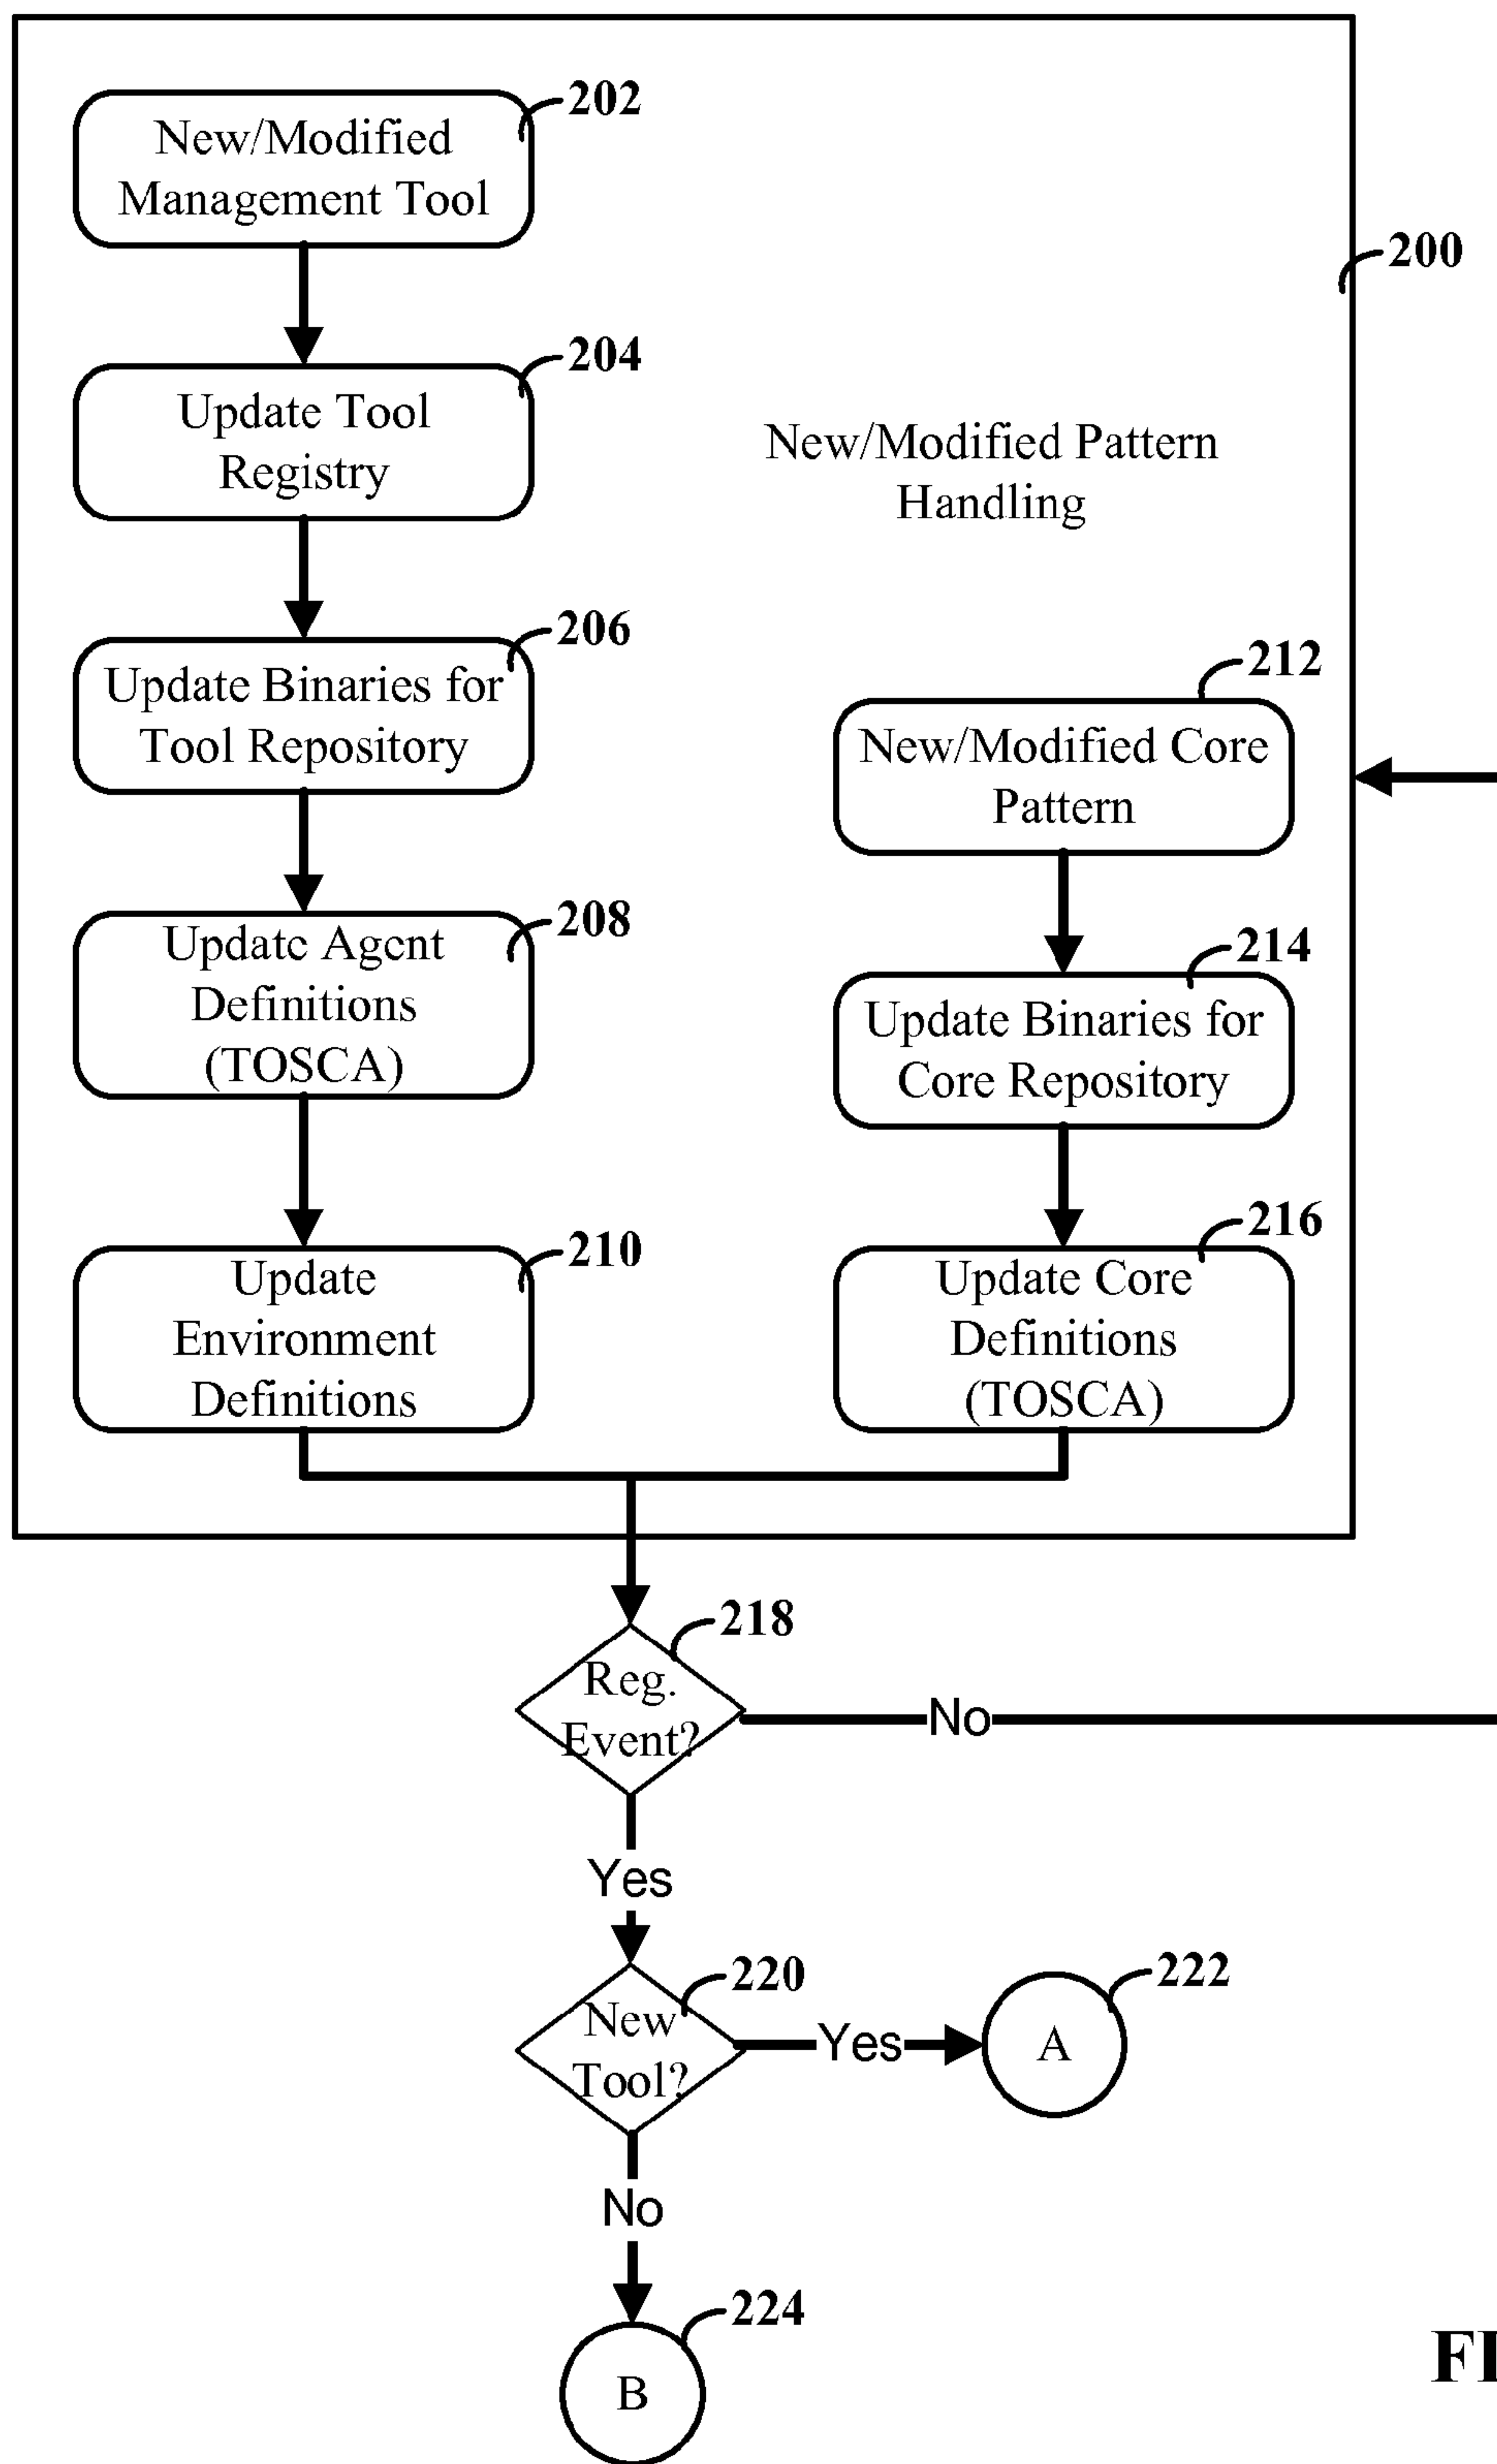 202
New/Modified
Management Tool
200
204
Update Tool
Registry
New/Modified Pattern
Handling
206
Update Binaries for
Tool Repository
212
New/Modified Core
Pattern
208
Update Agent
Definitions
(TOSCA)
214
Update Binaries for
Core Repository
210
Update
Environment
Definitions
216
Update Core
Definitions
(TOSCA)
218
Reg.
Event?
No
Yes
220
New
Tool?
Yes
222
A
No
224
B